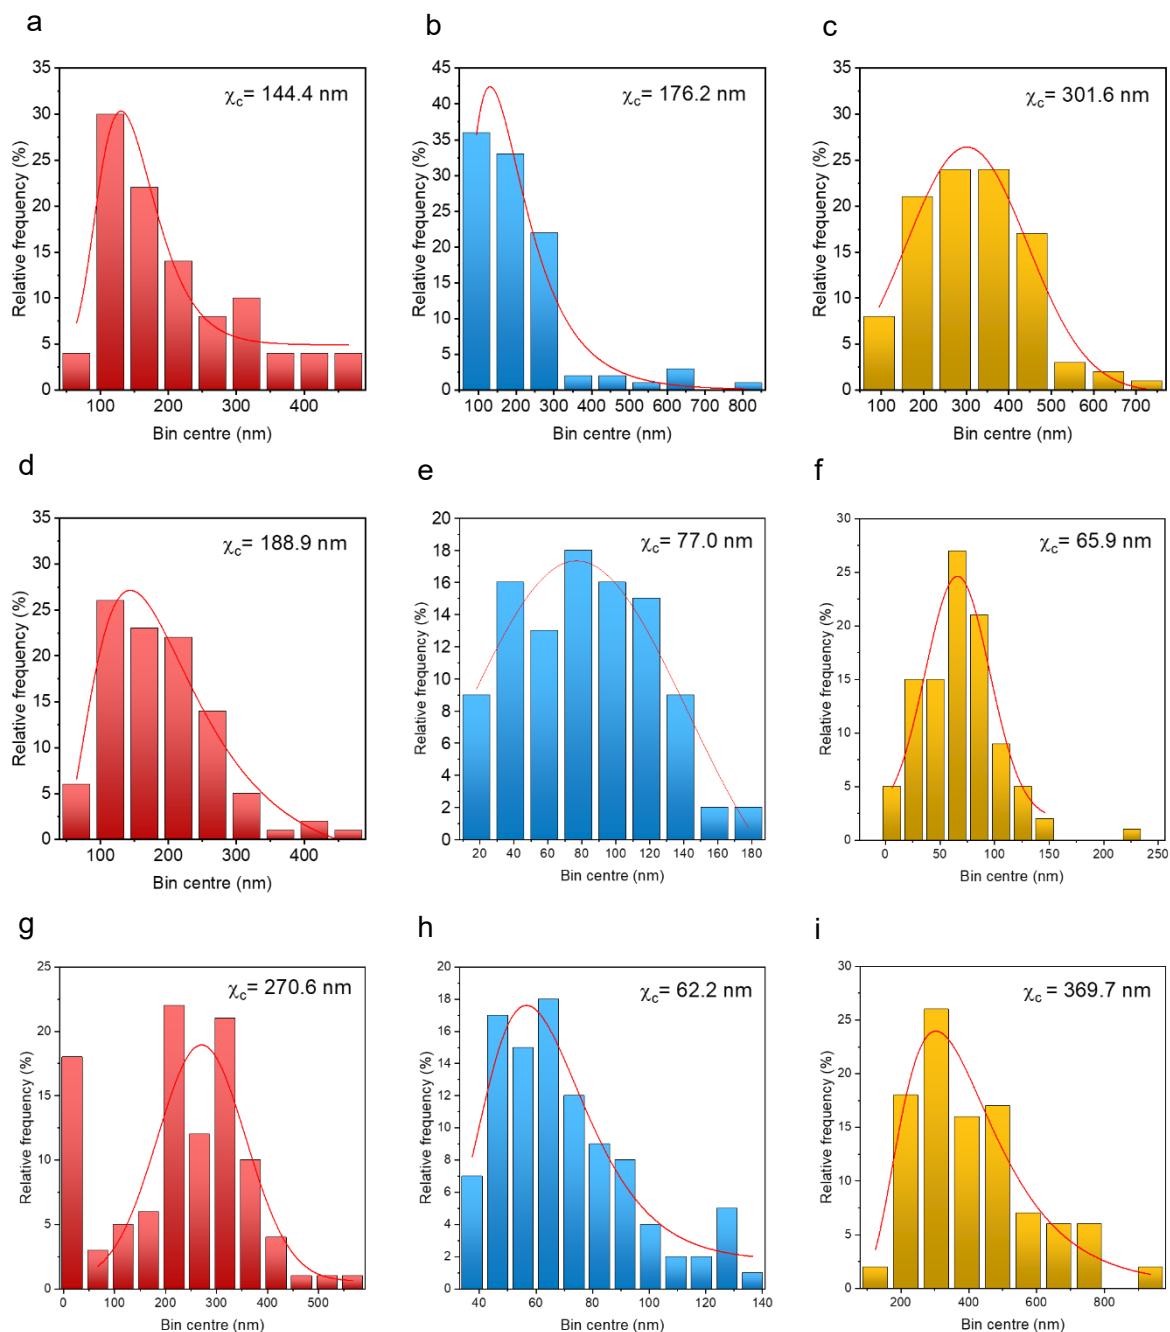 a
b
c
35
30
25
20
15
10
5
0
Relative frequency (%)
χc= 144.4 nm
100 200 300 400
Bin centre (nm)
45
40
35
30
25
20
15
10
5
0
Relative frequency (%)
χc= 176.2 nm
100 200 300 400 500 600 700 800
Bin centre (nm)
35
30
25
20
15
10
5
0
Relative frequency (%)
χc= 301.6 nm
100 200 300 400 500 600 700
Bin centre (nm)
d
e
f
35
30
25
20
15
10
5
0
Relative frequency (%)
χc= 188.9 nm
100 200 300 400
Bin centre (nm)
20
18
16
14
12
10
8
6
4
2
0
Relative frequency (%)
χc= 77.0 nm
20 40 60 80 100 120 140 160 180
Bin centre (nm)
30
25
20
15
10
5
0
Relative frequency (%)
χc= 65.9 nm
0 50 100 150 200 250
Bin centre (nm)
g
h
i
25
20
15
10
5
0
Relative frequency (%)
χc= 270.6 nm
0 100 200 300 400 500
Bin centre (nm)
20
18
16
14
12
10
8
6
4
2
0
Relative frequency (%)
χc= 62.2 nm
40 60 80 100 120 140
Bin centre (nm)
30
25
20
15
10
5
0
Relative frequency (%)
χc = 369.7 nm
200 400 600 800
Bin centre (nm)